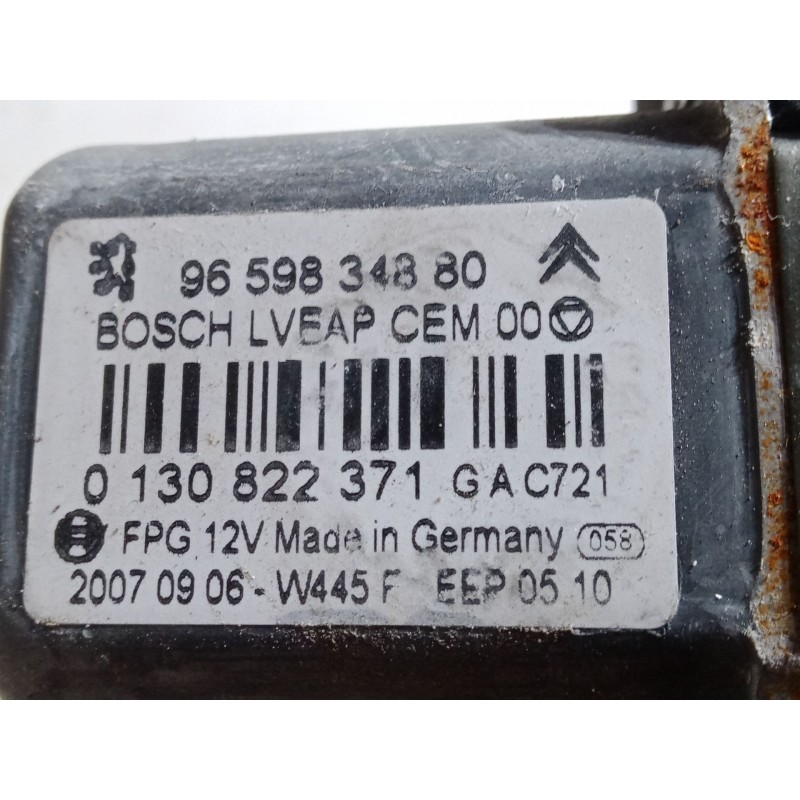 96 598 348 80
BOSCH LVEAP CEM 00
0 130 822 371 GAC721
FPG 12V Made in Germany 058
2007 09 06 - W445 F EEP 05 10